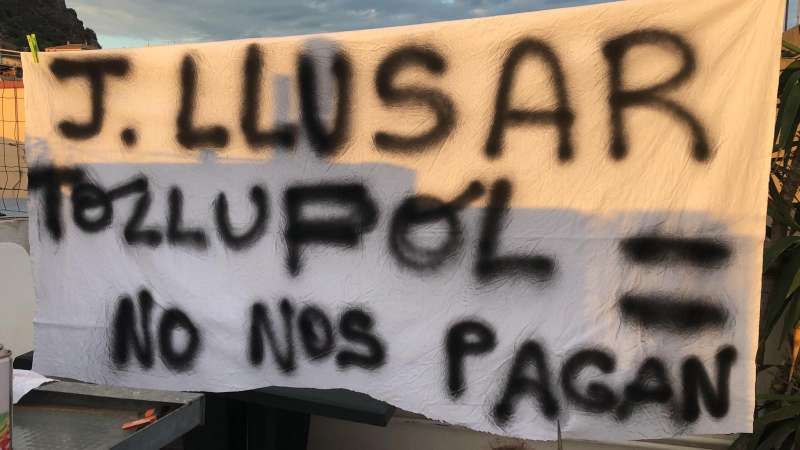 J. LLUSAR
TOZLUPOL =
NO NOS PAGAN